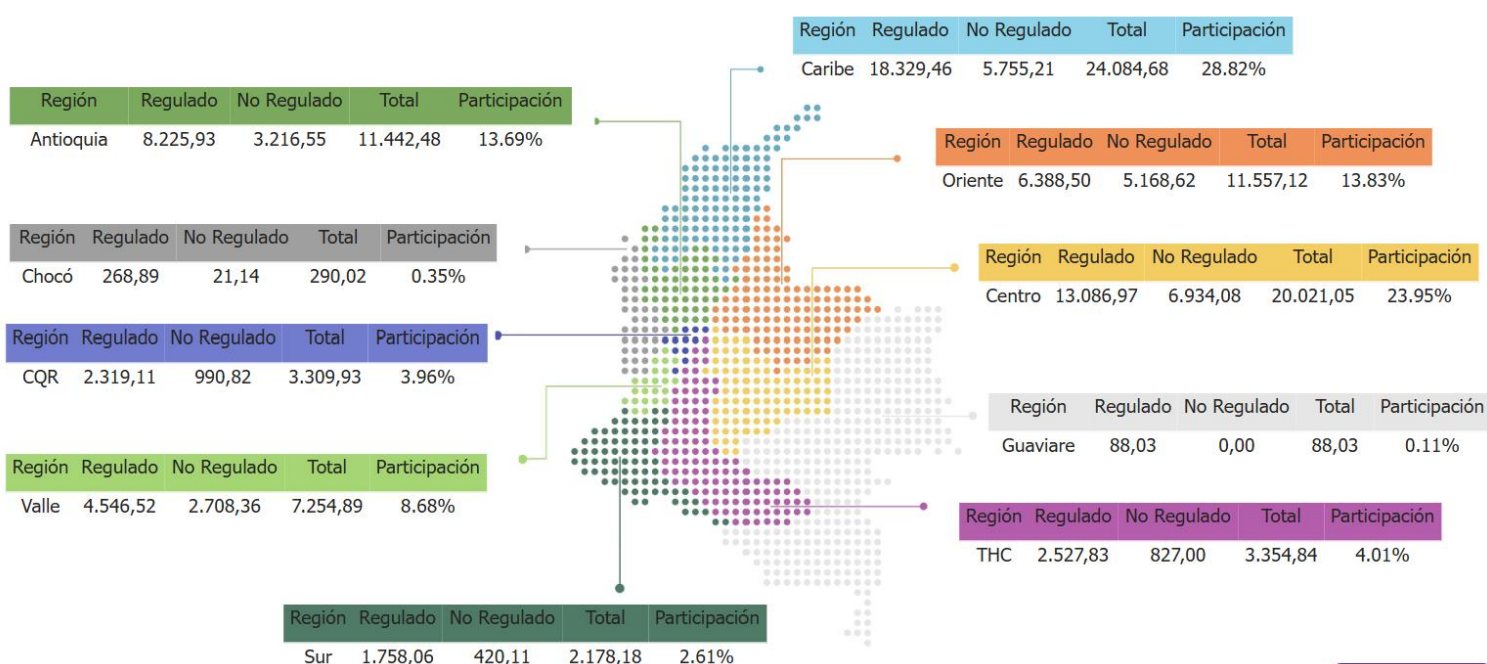 Región Regulado No Regulado Total Participación
Caribe 18.329,46 5.755,21 24.084,68 28.82%
Región Regulado No Regulado Total Participación
Antioquia 8.225,93 3.216,55 11.442,48 13.69%
Región Regulado No Regulado Total Participación
Oriente 6.388,50 5.168,62 11.557,12 13.83%
Región Regulado No Regulado Total Participación
Chocó 268,89 21,14 290,02 0.35%
Región Regulado No Regulado Total Participación
Centro 13.086,97 6.934,08 20.021,05 23.95%
Región Regulado No Regulado Total Participación
CQR 2.319,11 990,82 3.309,93 3.96%
Región Regulado No Regulado Total Participación
Guaviare 88,03 0,00 88,03 0.11%
Región Regulado No Regulado Total Participación
Valle 4.546,52 2.708,36 7.254,89 8.68%
Región Regulado No Regulado Total Participación
THC 2.527,83 827,00 3.354,84 4.01%
Región Regulado No Regulado Total Participación
Sur 1.758,06 420,11 2.178,18 2.61%